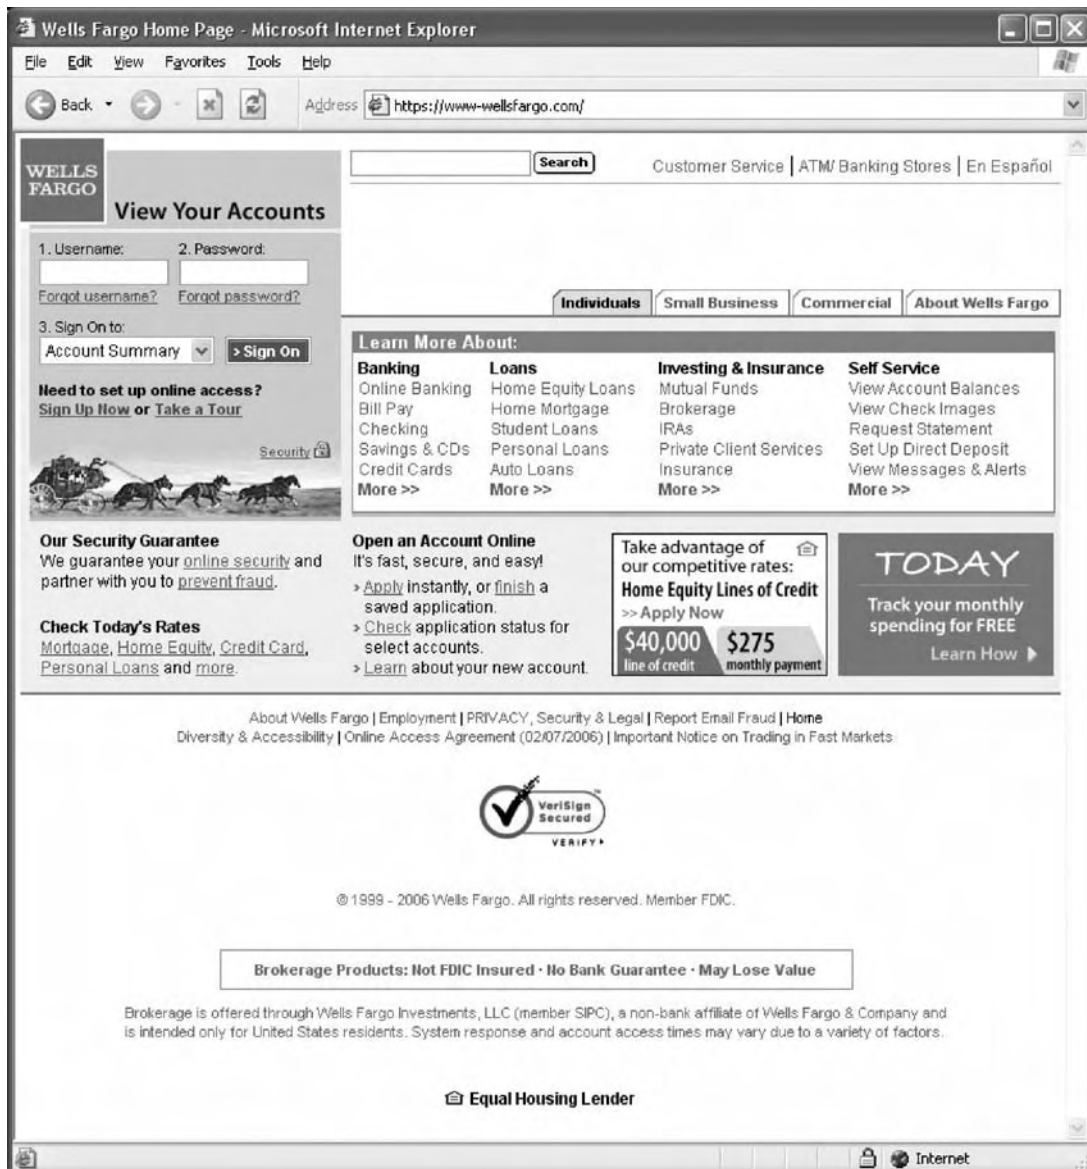 Wells Fargo Home Page - Microsoft Internet Explorer
File Edit View Favorites Tools Help
Back Address https://www-wellsfargo.com/
WELLS
FARGO
View Your Accounts
Search
Customer Service | ATM/ Banking Stores | En Español
1. Username: 2. Password:
Forgot username? Forgot password?
3. Sign On to:
Account Summary > Sign On
Need to set up online access?
Sign Up Now or Take a Tour
Security
Individuals Small Business Commercial About Wells Fargo
Learn More About:
Banking
Online Banking
Bill Pay
Checking
Savings & CDs
Credit Cards
More >>
Loans
Home Equity Loans
Home Mortgage
Student Loans
Personal Loans
Auto Loans
More >>
Investing & Insurance
Mutual Funds
Brokerage
IRAs
Private Client Services
Insurance
More >>
Self Service
View Account Balances
View Check Images
Request Statement
Set Up Direct Deposit
View Messages & Alerts
More >>
Our Security Guarantee
We guarantee your online security and
partner with you to prevent fraud.
Check Today's Rates
Mortgage, Home Equity, Credit Card,
Personal Loans and more.
Open an Account Online
It's fast, secure, and easy!
> Apply instantly, or finish a
saved application.
> Check application status for
select accounts.
> Learn about your new account.
Take advantage of
our competitive rates:
Home Equity Lines of Credit
>> Apply Now
$40,000
line of credit
$275
monthly payment
TODAY
Track your monthly
spending for FREE
Learn How
About Wells Fargo | Employment | PRIVACY, Security & Legal | Report Email Fraud | Home
Diversity & Accessibility | Online Access Agreement (02/07/2006) | Important Notice on Trading in Fast Markets
VeriSign
Secured
VERIFY
™
© 1999 - 2006 Wells Fargo. All rights reserved. Member FDIC.
Brokerage Products: Not FDIC Insured · No Bank Guarantee · May Lose Value
Brokerage is offered through Wells Fargo Investments, LLC (member SIPC), a non-bank affiliate of Wells Fargo & Company and
is intended only for United States residents. System response and account access times may vary due to a variety of factors.
Equal Housing Lender
Internet